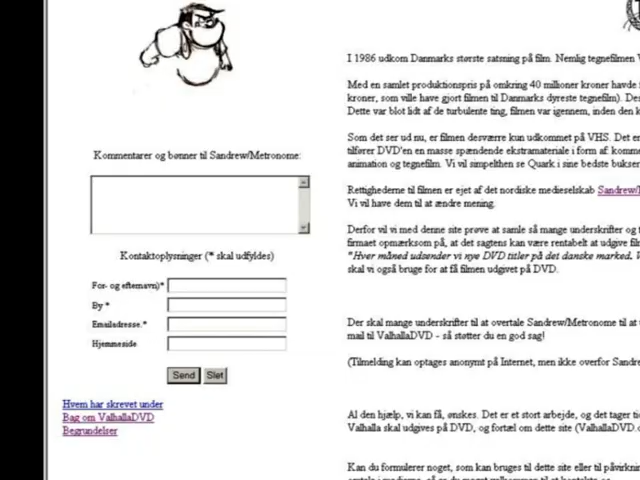 Kommentarer og bønner til Sandrew/Metronome:
Kontaktoplysninger (* skal udfyldes)
For- og efternavn)*
By *
Emailadresse.*
Hjemmeside
Send Slet
Hvem har skrevet under
Bag om ValhallaDVD
Begrundelser
I 1986 udkom Danmarks største satsning på film. Nemlig tegnefilmen
Med en samlet produktionspris på omkring 40 millioner kroner havde
kroner, som ville have gjort filmen til Danmarks dyreste tegnefilm). De
Dette var blot lidt af de turbulente ting, filmen var igennem, inden den
Som det ser ud nu, er filmen desværre kun udkommet på VHS. Det er
tilfører DVD'en en masse spændende ekstramateriale i form af
animation og tegnefilm. Vi vil simpelthen se Quark i sine bedste bukser
Rettighederne til filmen er ejet af det nordiske medieselskab Sandrew/
Vi vil have dem til at ændre mening.
Derfor vil vi med denne site prøve at samle så mange underskrifter og
firmaet opmærksom på, at det sagtens kan være rentabelt at udgive
"Hver måned udsender vi nye DVD titler på det danske marked.
skal vi også bruge for at få filmen udgivet på DVD.
Der skal mange underskrifter til at overtale Sandrew/Metronome til at
mail til ValhallaDVD - så støtter du en god sag!
(Tilmelding kan optages anonymt på Internet, men ikke overfor Sandre
Al den hjælp, vi kan få, ønskes. Det er et stort arbejde, og det tager
Valhalla skal udgives på DVD, og fortæl om dette site (ValhallaDVD.
Kan du formulerer noget, som kan bruges til dette site eller til